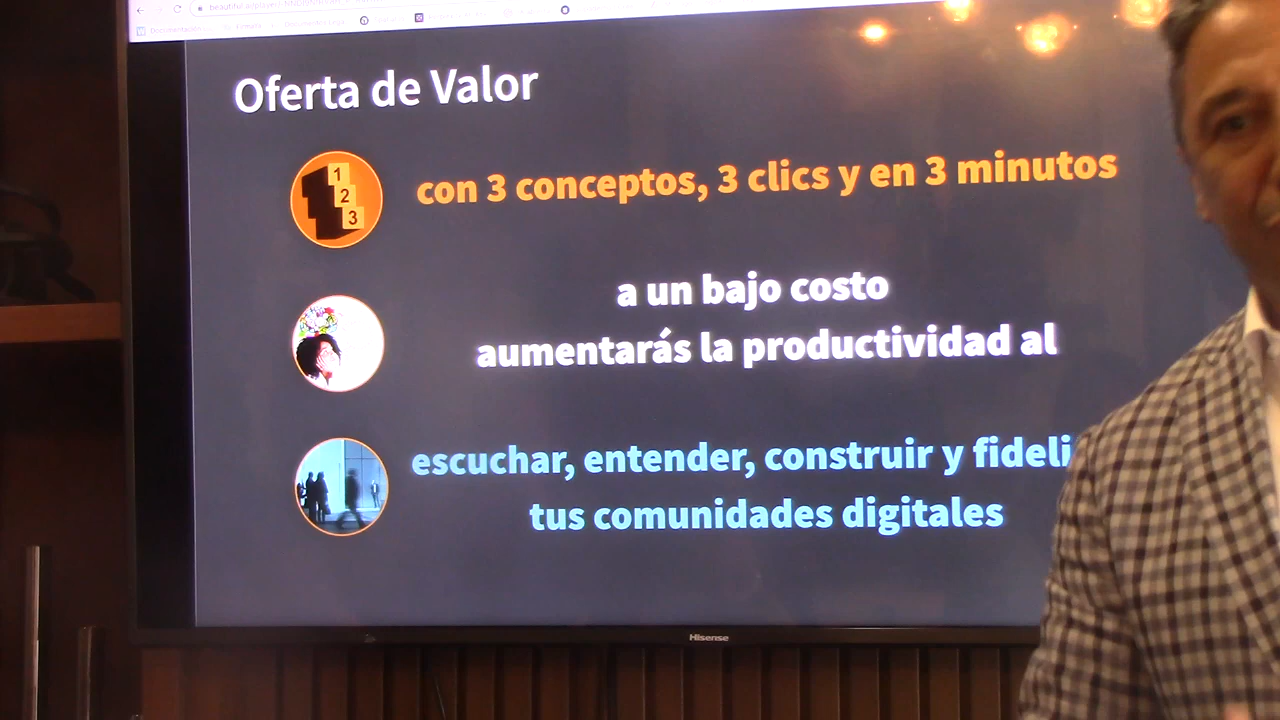 Oferta de Valor
1
2
3
con 3 conceptos, 3 clics y en 3 minutos
a un bajo costo
aumentarás la productividad al
escuchar, entender, construir y fideli
tus comunidades digitales
Hisense